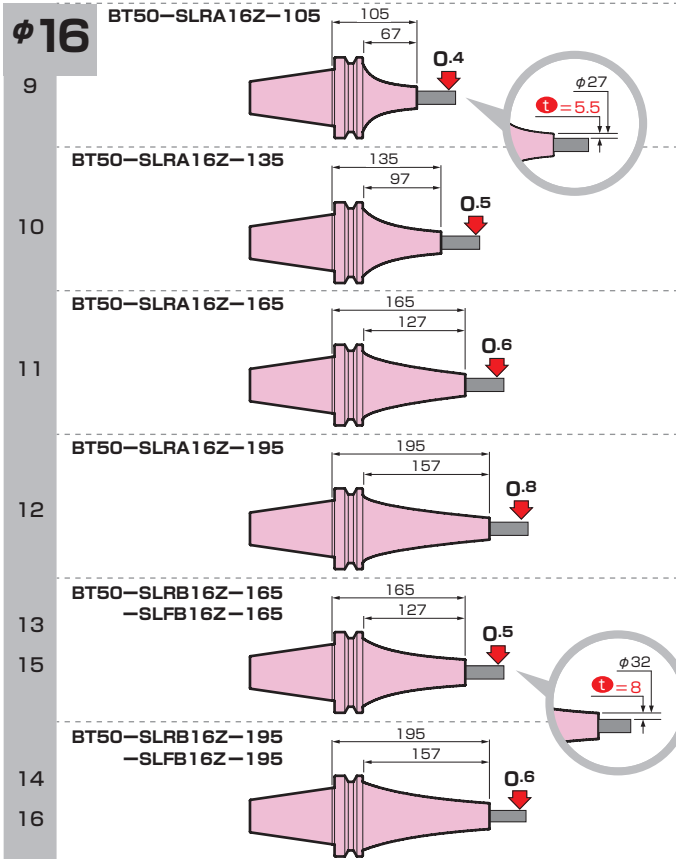 φ16
BT50−SLRA16Z−105
105
67
0.4
φ27
t=5.5
9
BT50−SLRA16Z−135
135
97
0.5
10
BT50−SLRA16Z−165
165
127
0.6
11
BT50−SLRA16Z−195
195
157
0.8
12
BT50−SLRB16Z−165
−SLFB16Z−165
165
127
0.5
φ32
t=8
13
15
BT50−SLRB16Z−195
−SLFB16Z−195
195
157
0.6
14
16